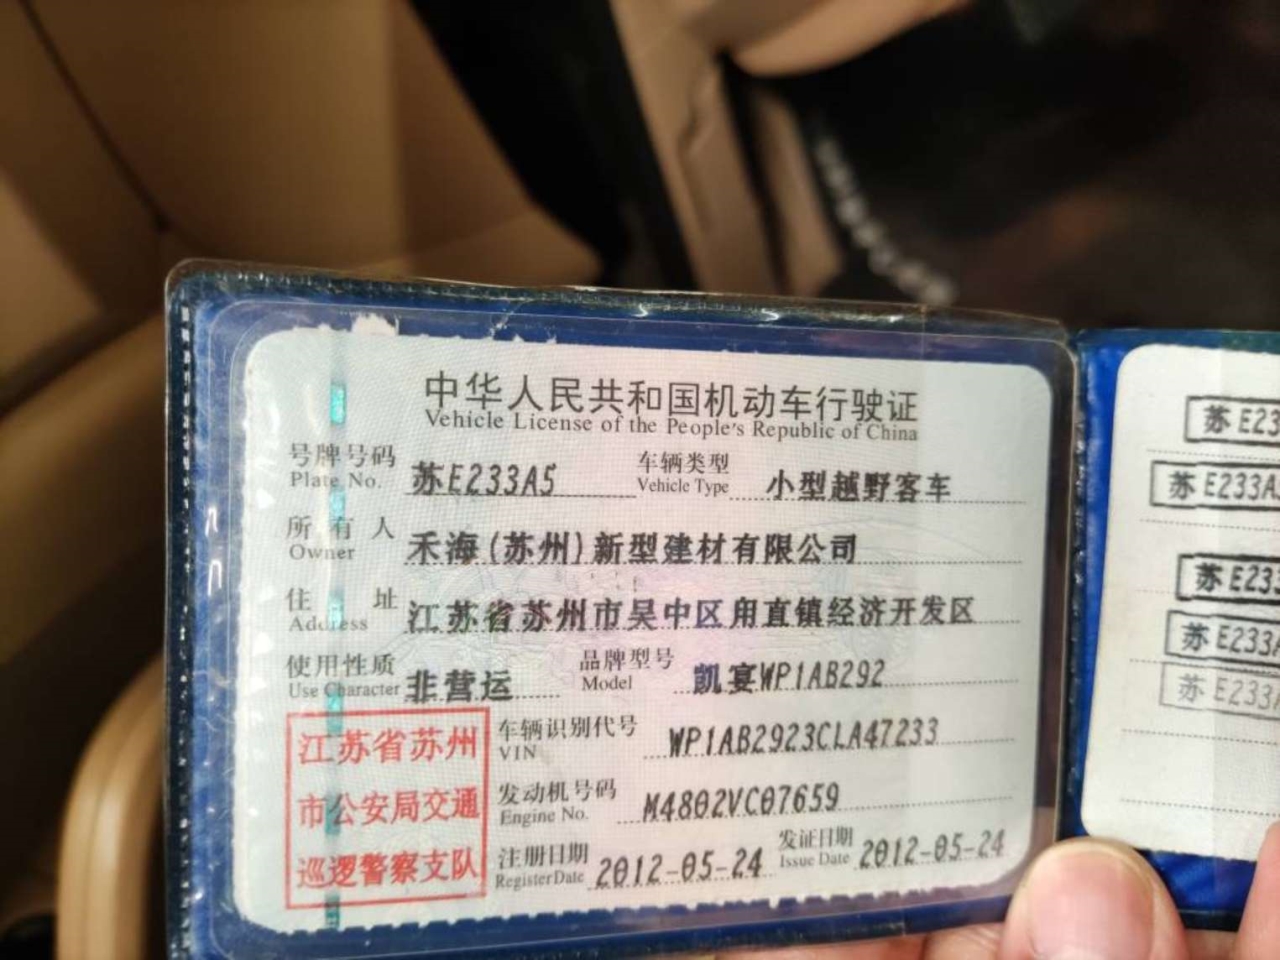 中华人民共和国机动车行驶证
Vehicle License of the People's Republic of China
号牌号码 苏E233A5 车辆类型 小型越野客车
Plate No. Vehicle Type
所有人 禾海(苏州)新型建材有限公司
Owner
住址 江苏省苏州市吴中区甪直镇经济开发区
Address
使用性质 非营运 品牌型号 凯宴WP1AB292
Use Character Model
车辆识别代号 WP1AB2923CLA47233
VIN
发动机号码 M4802VC07659
Engine No.
注册日期 2012-05-24 发证日期 2012-05-24
Register Date Issue Date
江苏省苏州
市公安局交通
巡逻警察支队
苏E23
苏E233A
苏E233
苏E233A
苏E233A